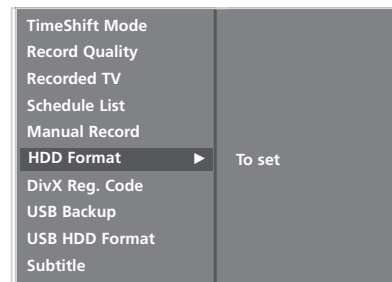 TimeShift Mode
Record Quality
Recorded TV
Schedule List
Manual Record
HDD Format ► To set
DivX Reg. Code
USB Backup
USB HDD Format
Subtitle